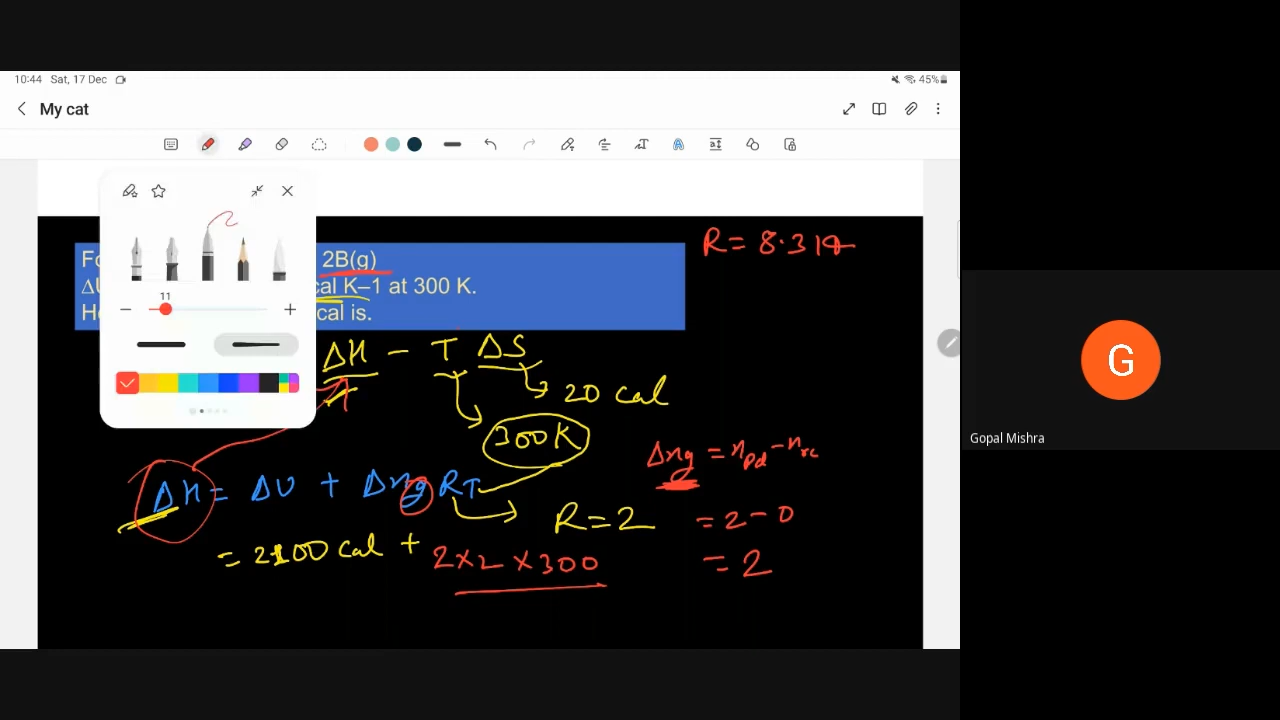 10:44 Sat, 17 Dec
45%
My cat
11
2B(g)
cal K–1 at 300 K.
cal is.
R = 8.314
ΔH – T ΔS
20 cal
300K
Δng = npd – nrc
ΔH = ΔU + Δng RT
R = 2
= 2 – 0
= 2100 cal + 2×2×300
= 2
G
Gopal Mishra